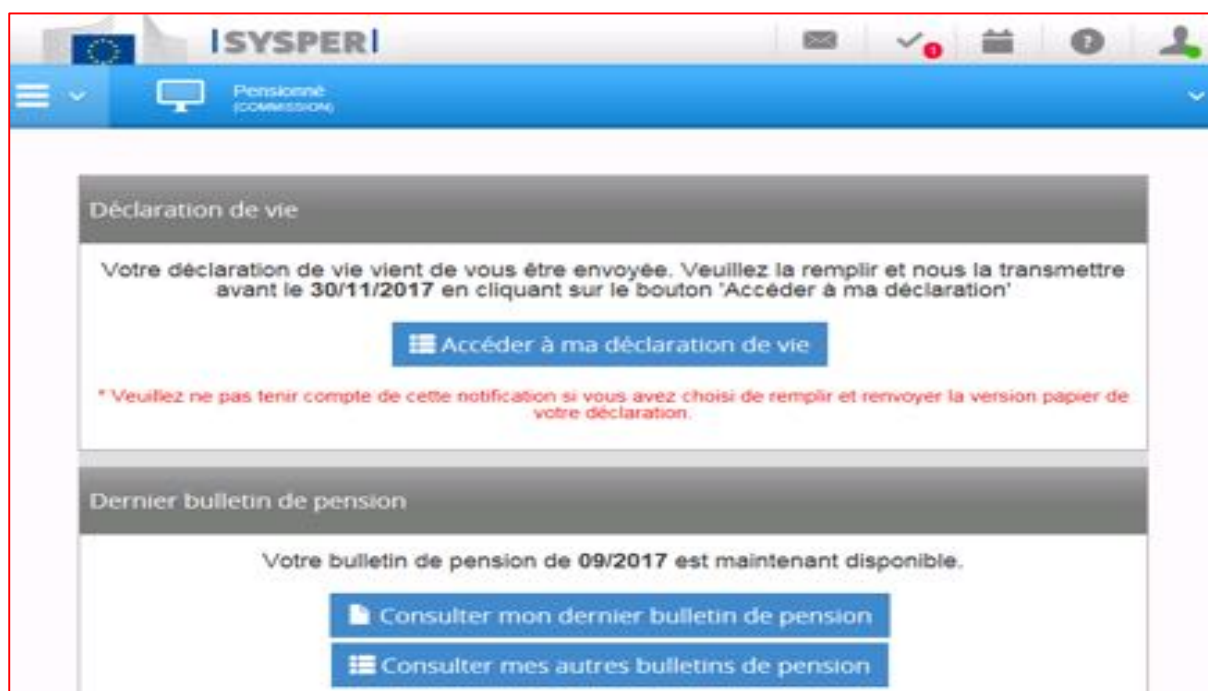 SYSPER
1
Pensionné
(COMMISSION)
Déclaration de vie
Votre déclaration de vie vient de vous être envoyée. Veuillez la remplir et nous la transmettre
avant le 30/11/2017 en cliquant sur le bouton 'Accéder à ma déclaration'
Accéder à ma déclaration de vie
* Veuillez ne pas tenir compte de cette notification si vous avez choisi de remplir et renvoyer la version papier de
votre déclaration.
Dernier bulletin de pension
Votre bulletin de pension de 09/2017 est maintenant disponible.
Consulter mon dernier bulletin de pension
Consulter mes autres bulletins de pension